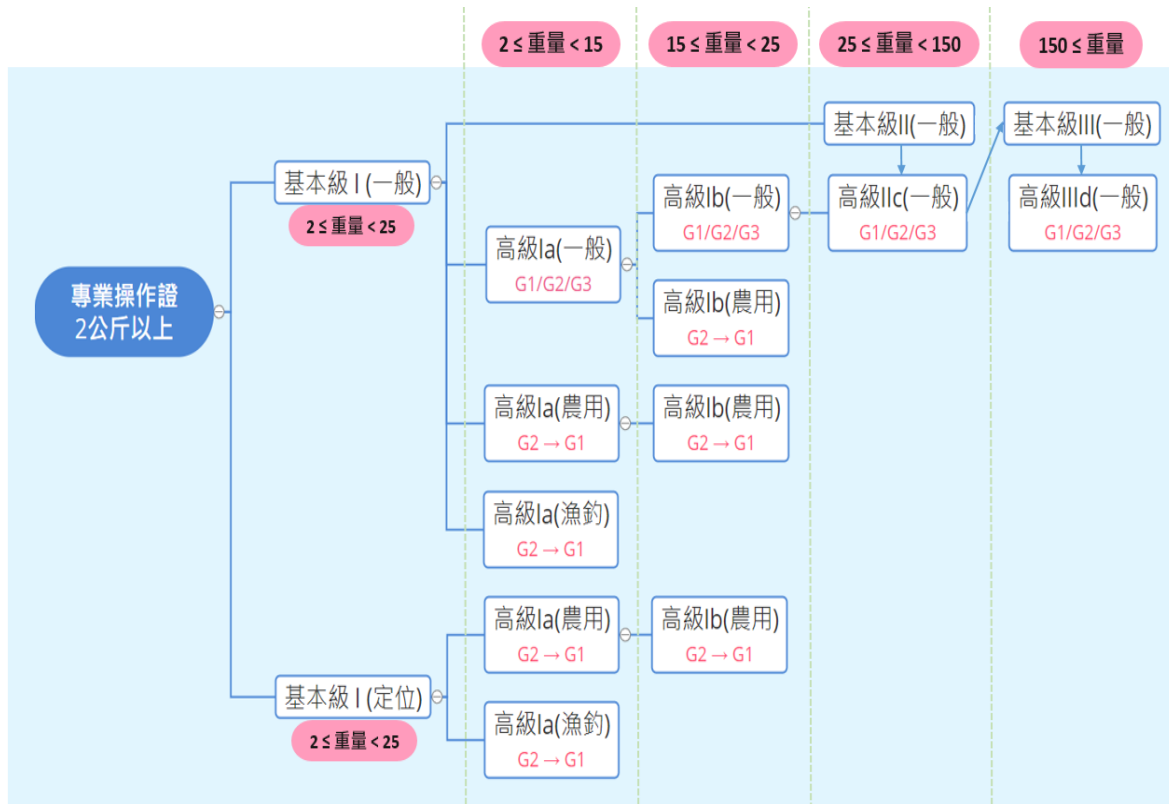 2 ≤ 重量 < 15
15 ≤ 重量 < 25
25 ≤ 重量 < 150
150 ≤ 重量
專業操作證
2公斤以上
基本級 I (一般)
2 ≤ 重量 < 25
基本級II(一般)
基本級III(一般)
高級Ia(一般)
G1/G2/G3
高級Ib(一般)
G1/G2/G3
高級IIc(一般)
G1/G2/G3
高級IIId(一般)
G1/G2/G3
高級Ib(農用)
G2 → G1
高級Ia(農用)
G2 → G1
高級Ib(農用)
G2 → G1
高級Ia(漁釣)
G2 → G1
基本級 I (定位)
2 ≤ 重量 < 25
高級Ia(農用)
G2 → G1
高級Ib(農用)
G2 → G1
高級Ia(漁釣)
G2 → G1